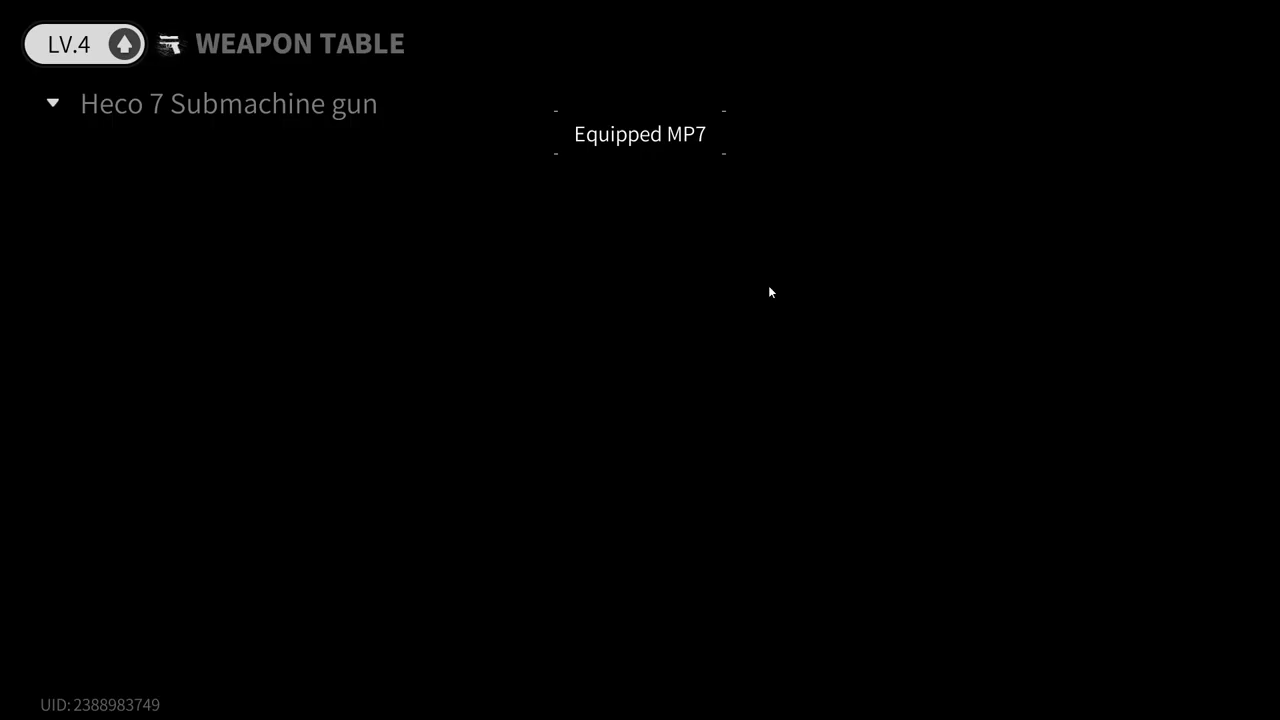 LV.4
WEAPON TABLE
Heco 7 Submachine gun
Equipped MP7
UID: 2388983749